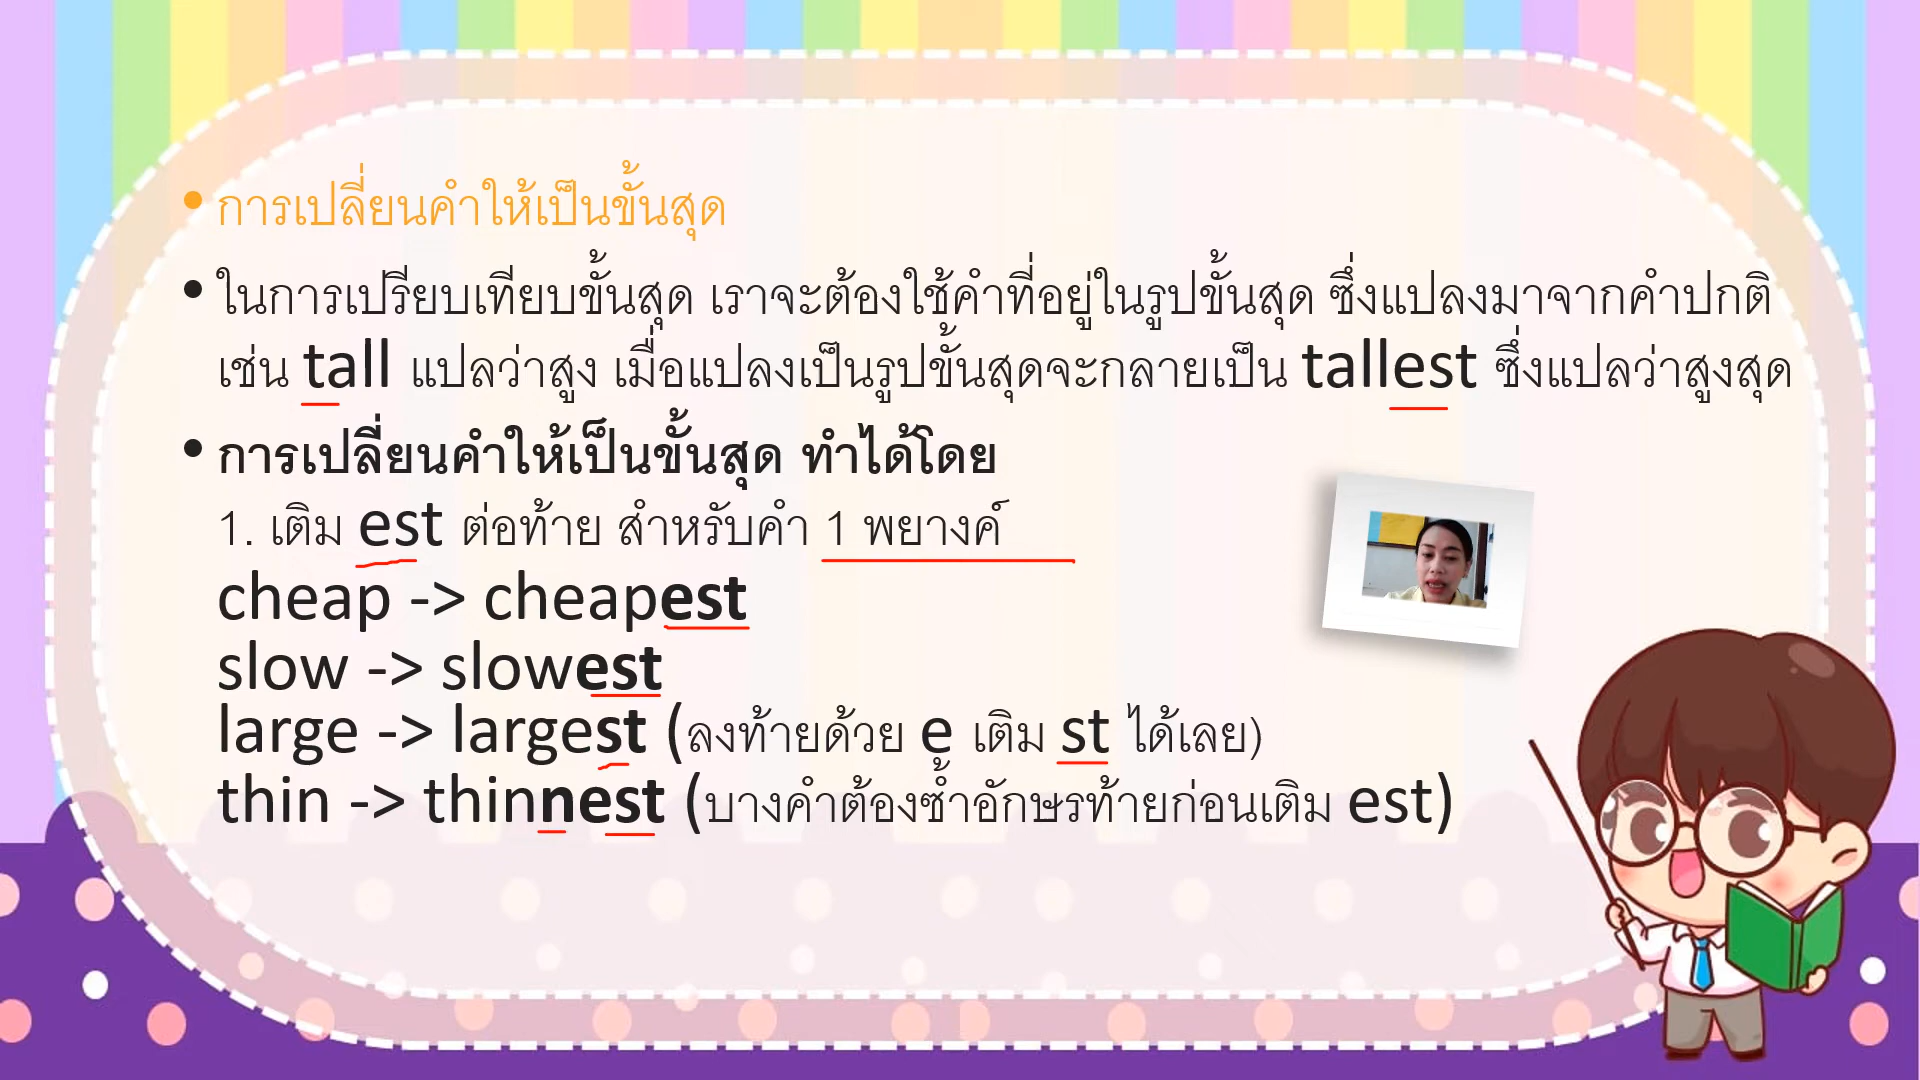 • การเปลี่ยนคำให้เป็นขั้นสุด
• ในการเปรียบเทียบขั้นสุด เราจะต้องใช้คำที่อยู่ในรูปขั้นสุด ซึ่งแปลงมาจากคำปกติ
เช่น tall แปลว่าสูง เมื่อแปลงเป็นรูปขั้นสุดจะกลายเป็น tallest ซึ่งแปลว่าสูงสุด
• การเปลี่ยนคำให้เป็นขั้นสุด ทำได้โดย
1. เติม est ต่อท้าย สำหรับคำ 1 พยางค์
cheap -> cheapest
slow -> slowest
large -> largest (ลงท้ายด้วย e เติม st ได้เลย)
thin -> thinnest (บางคำต้องซ้ำอักษรท้ายก่อนเติม est)